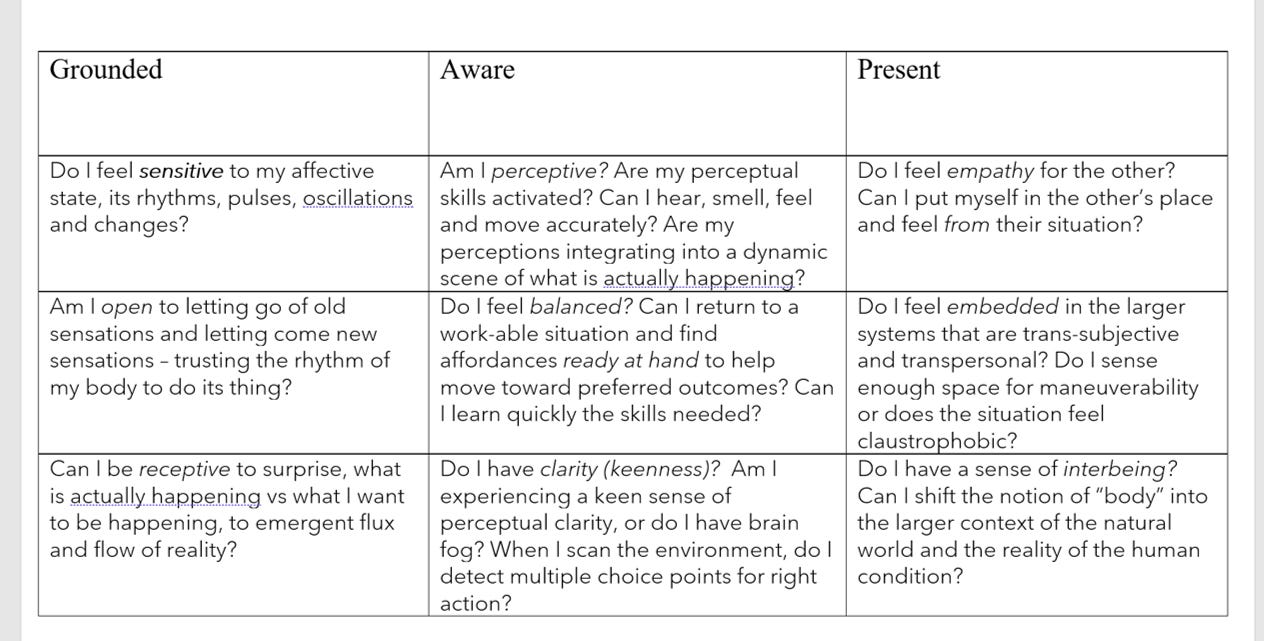 Grounded
Aware
Present
Do I feel sensitive to my affective
state, its rhythms, pulses, oscillations
and changes?
Am I perceptive? Are my perceptual
skills activated? Can I hear, smell, feel
and move accurately? Are my
perceptions integrating into a dynamic
scene of what is actually happening?
Do I feel empathy for the other?
Can I put myself in the other’s place
and feel from their situation?
Am I open to letting go of old
sensations and letting come new
sensations – trusting the rhythm of
my body to do its thing?
Do I feel balanced? Can I return to a
work-able situation and find
affordances ready at hand to help
move toward preferred outcomes? Can
I learn quickly the skills needed?
Do I feel embedded in the larger
systems that are trans-subjective
and transpersonal? Do I sense
enough space for maneuverability
or does the situation feel
claustrophobic?
Can I be receptive to surprise, what
is actually happening vs what I want
to be happening, to emergent flux
and flow of reality?
Do I have clarity (keenness)?  Am I
experiencing a keen sense of
perceptual clarity, or do I have brain
fog? When I scan the environment, do I
detect multiple choice points for right
action?
Do I have a sense of interbeing?
Can I shift the notion of “body” into
the larger context of the natural
world and the reality of the human
condition?